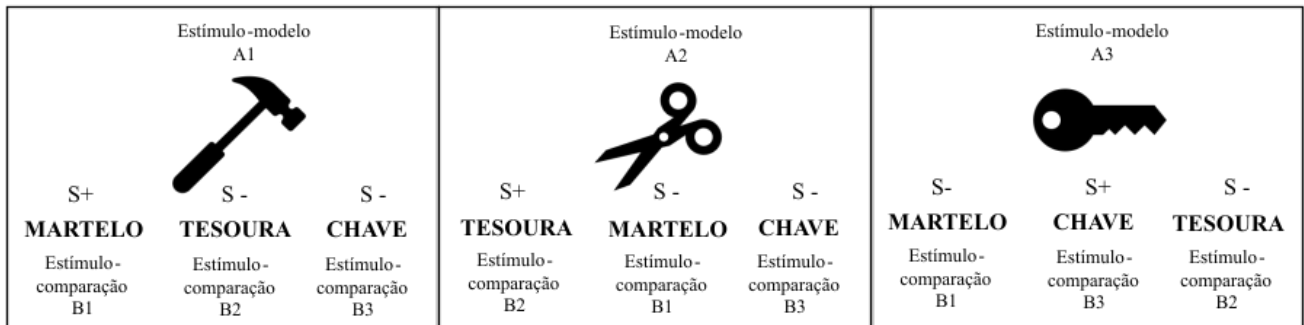 Estímulo-modelo
A1
S+ S - S -
MARTELO TESOURA CHAVE
Estímulo- Estímulo- Estímulo-
comparação comparação comparação
B1 B2 B3
Estímulo-modelo
A2
S+ S - S -
TESOURA MARTELO CHAVE
Estímulo- Estímulo- Estímulo-
comparação comparação comparação
B2 B1 B3
Estímulo-modelo
A3
S- S+ S -
MARTELO CHAVE TESOURA
Estímulo- Estímulo- Estímulo-
comparação comparação comparação
B1 B3 B2